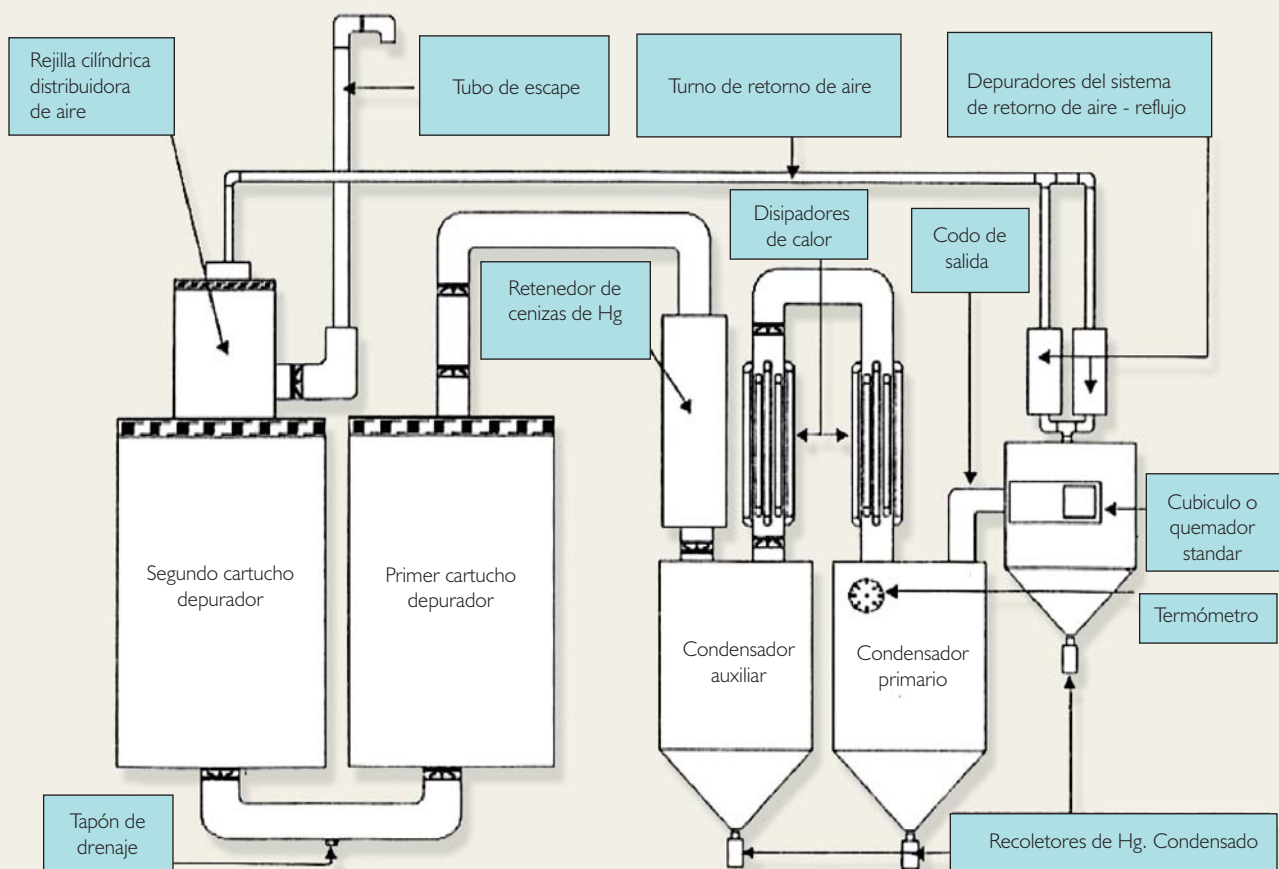 Rejilla cilíndrica
distribuidora
de aire
Tubo de escape
Turno de retorno de aire
Depuradores del sistema
de retorno de aire - reflujo
Disipadores
de calor
Codo de
salida
Retenedor de
cenizas de Hg
Cubiculo o
quemador
standar
Segundo cartucho
depurador
Primer cartucho
depurador
Termómetro
Condensador
auxiliar
Condensador
primario
Tapón de
drenaje
Recoletores de Hg. Condensado